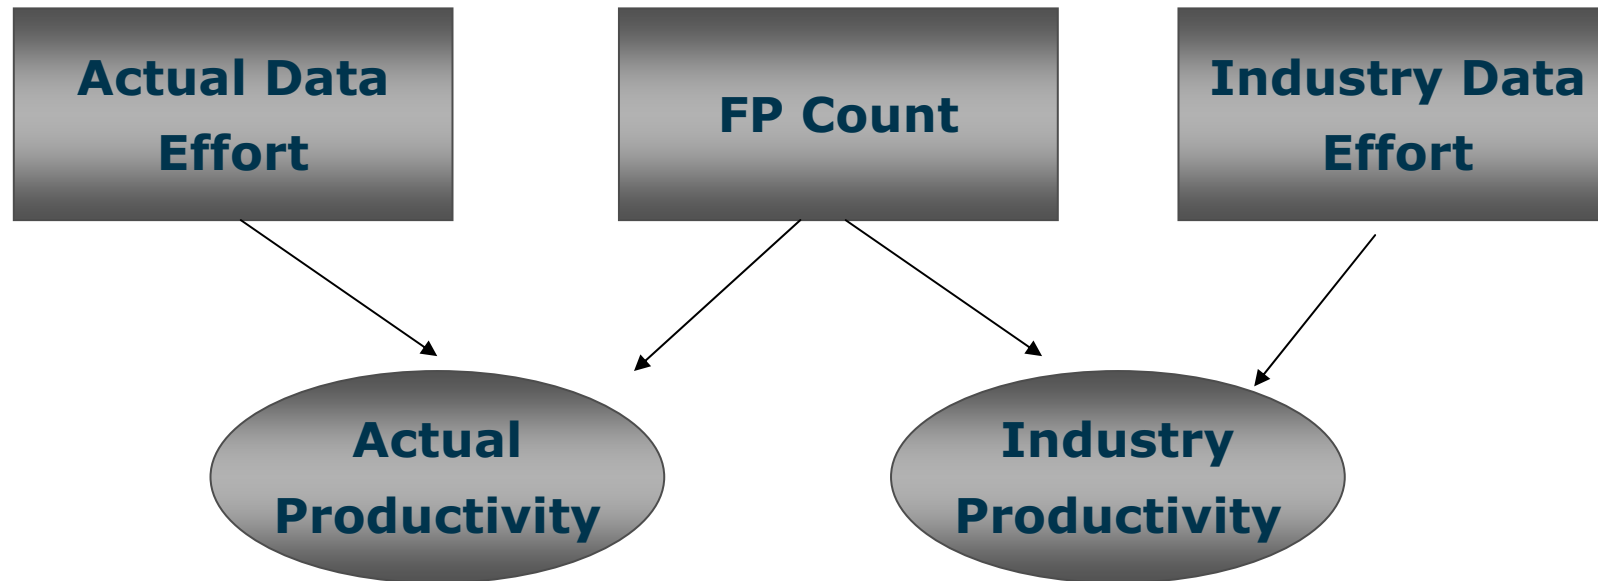 Actual Data
Effort
FP Count
Industry Data
Effort
Actual
Productivity
Industry
Productivity